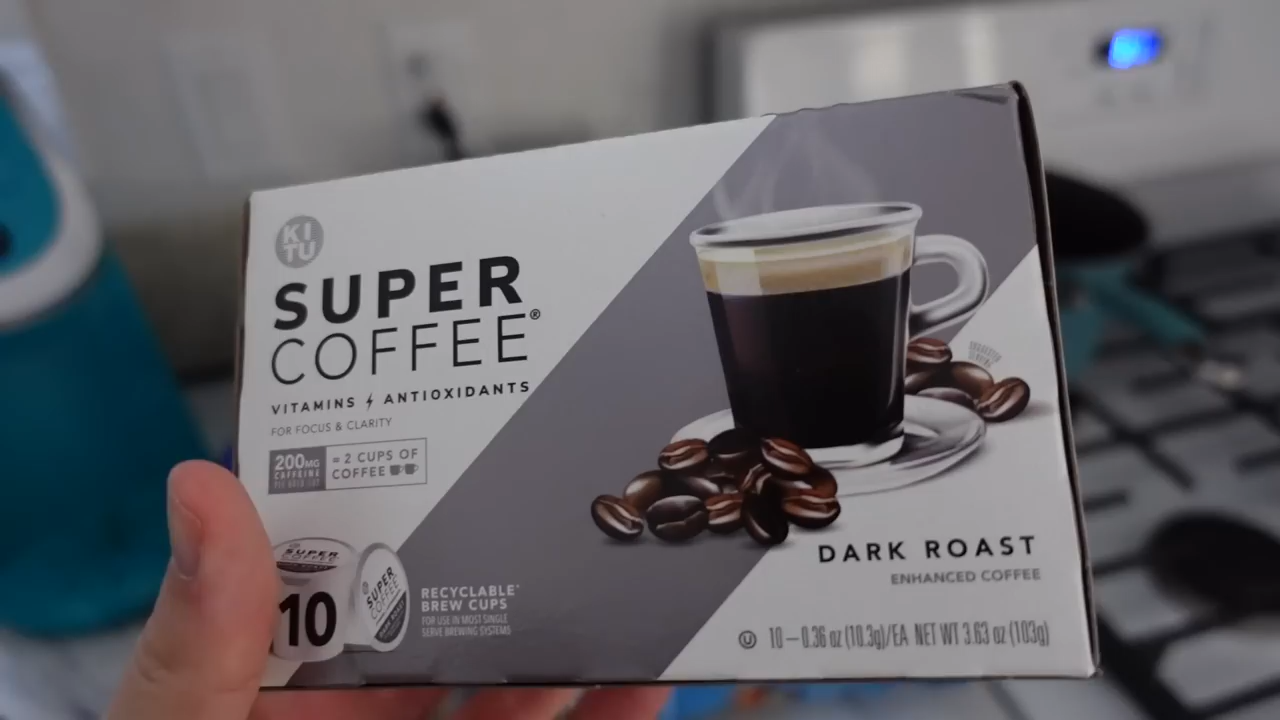 KI
TU
SUPER
COFFEE®
VITAMINS ANTIOXIDANTS
FOR FOCUS & CLARITY
200MG
CAFFEINE
= 2 CUPS OF
COFFEE
SUPER
COFFEE
SUPER
COFFEE
DARK ROAST
10
RECYCLABLE*
BREW CUPS
FOR USE IN MOST SINGLE
SERVE BREWING SYSTEMS
DARK ROAST
ENHANCED COFFEE
U 10 – 0.36 oz (10.3g)/EA NET WT 3.63 oz (103g)